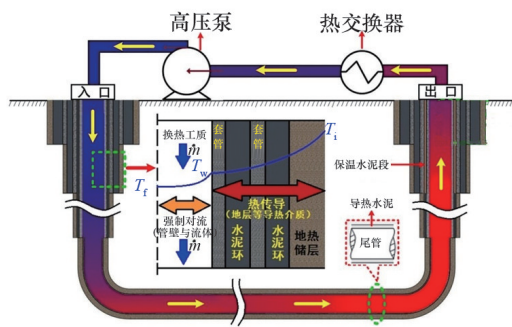 高压泵
热交换器
入口
出口
换热工质
ṁ
套管
套管
T_i
T_w
T_f
热传导
(地层等导热介质)
强制对流
(管壁与流体)
ṁ
水泥环
水泥环
地热
储层
保温水泥段
导热水泥
尾管